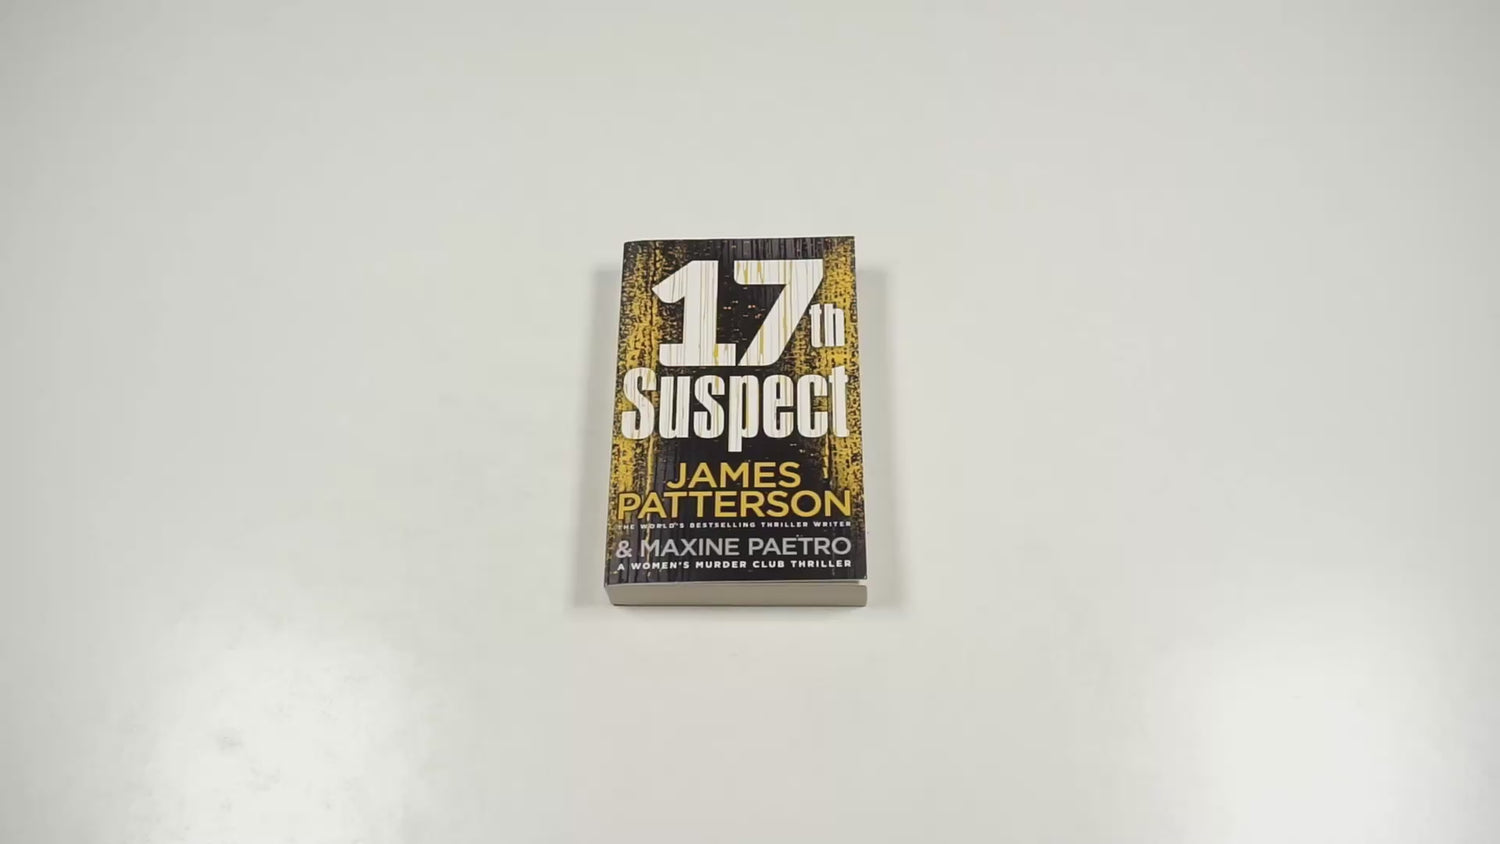 17th
Suspect
JAMES
PATTERSON
THE WORLD'S BESTSELLING THRILLER WRITER
& MAXINE PAETRO
A WOMEN'S MURDER CLUB THRILLER